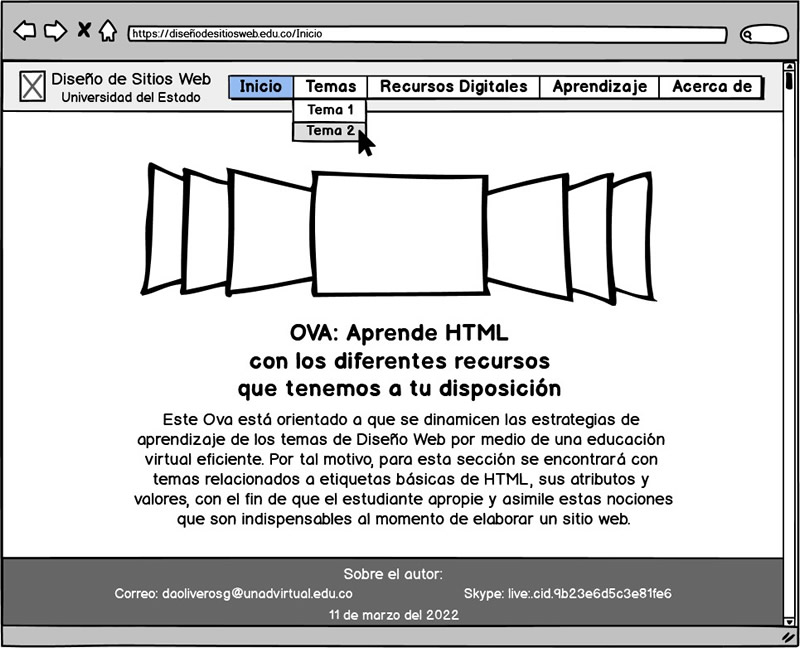 https://diseñodesitiosweb.edu.co/Inicio
Diseño de Sitios Web
Universidad del Estado
Inicio Temas Recursos Digitales Aprendizaje Acerca de
Tema 1
Tema 2
OVA: Aprende HTML
con los diferentes recursos
que tenemos a tu disposición
Este Ova está orientado a que se dinamicen las estrategias de
aprendizaje de los temas de Diseño Web por medio de una educación
virtual eficiente. Por tal motivo, para esta sección se encontrará con
temas relacionados a etiquetas básicas de HTML, sus atributos y
valores, con el fin de que el estudiante apropie y asimile estas nociones
que son indispensables al momento de elaborar un sitio web.
Sobre el autor:
Correo: daoliverosg@unadvirtual.edu.co Skype: live:.cid.9b23e6d5c3e81fe6
11 de marzo del 2022